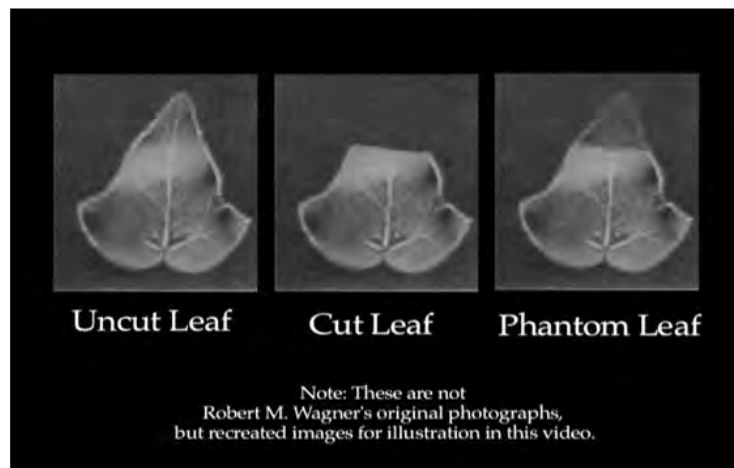 Uncut Leaf
Cut Leaf
Phantom Leaf
Note: These are not
Robert M. Wagner's original photographs,
but recreated images for illustration in this video.